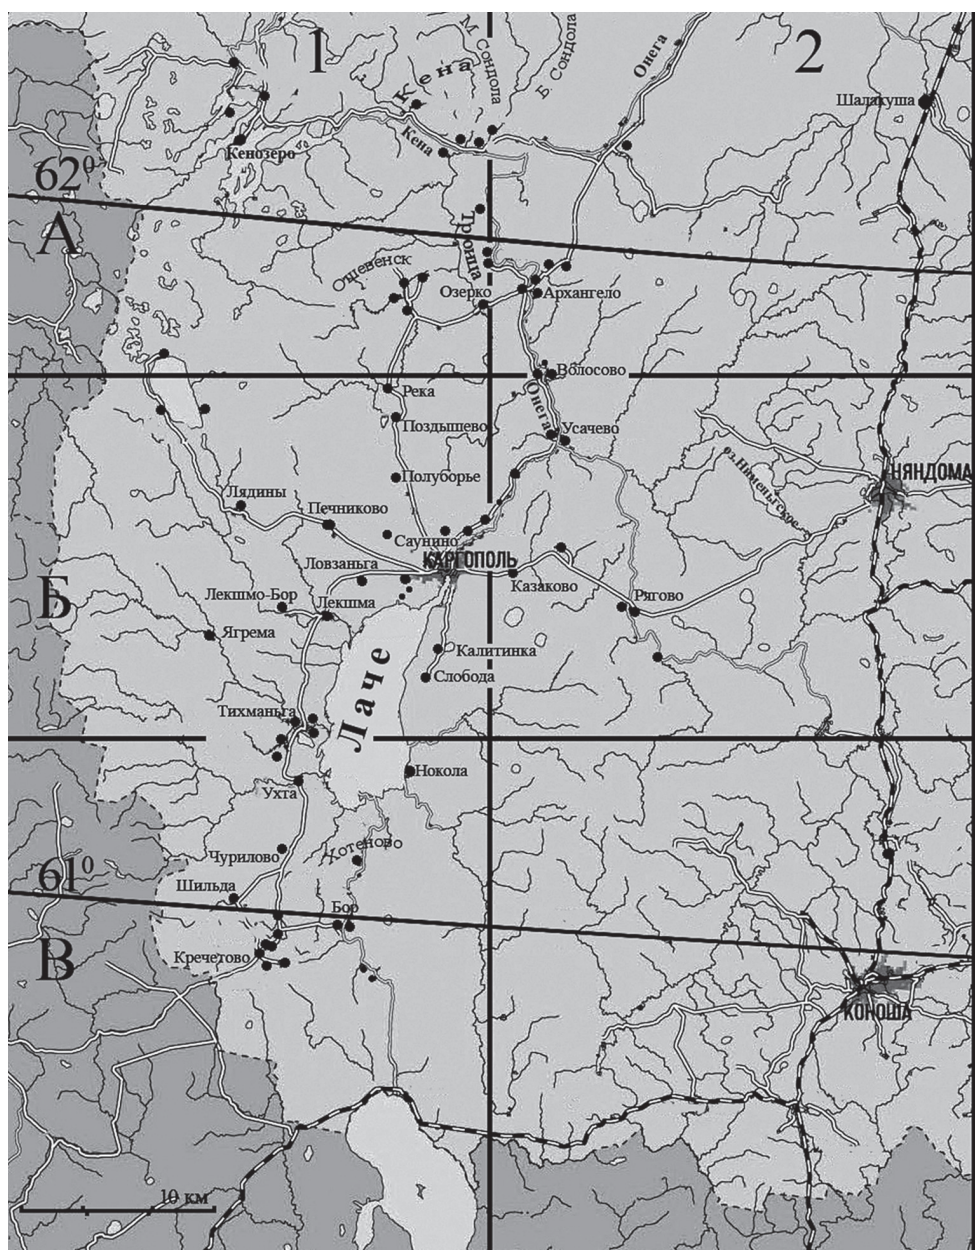 1
2
М. Сондола
Б. Сондола
Онега
Кена
Шалакуша
Кена
Кенозеро
62⁰
А
Троица
Ошевенск
Озерко
Архангело
Волосово
Река
Онега
Поздышево
Усачево
Полуборье
НЯНДОМА
Лядины
Печниково
Саунино
КАРГОПОЛЬ
Ловзаньга
Казаково
Б
Лекшмо-Бор
Лекшма
Рягово
Ягрема
Калитинка
Лаче
Слобода
Тихманьга
Нокола
Ухта
Чурилово
Хотеново
61⁰
Шильда
Бор
В
Кречетово
КОНОША
10 км